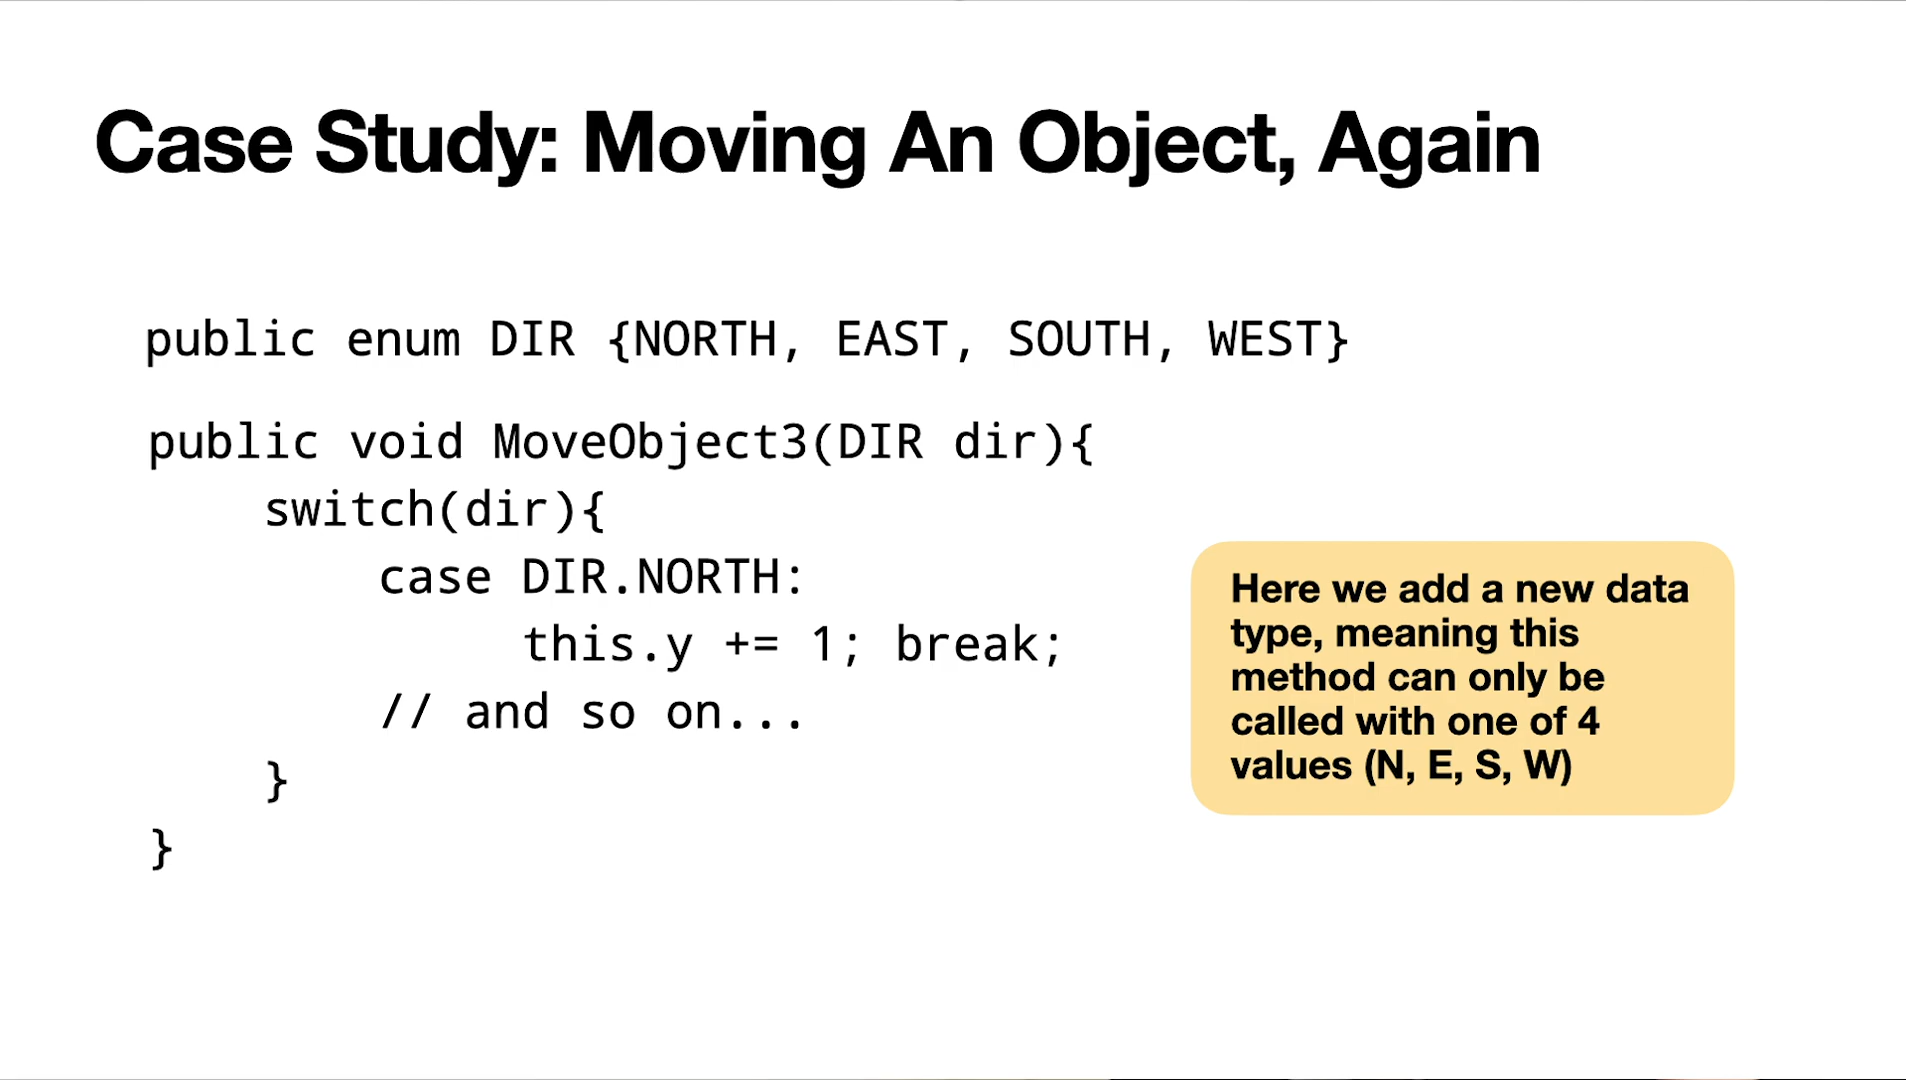 Case Study: Moving An Object, Again
public enum DIR {NORTH, EAST, SOUTH, WEST}
public void MoveObject3(DIR dir){
switch(dir){
case DIR.NORTH:
this.y += 1; break;
// and so on...
}
}
Here we add a new data
type, meaning this
method can only be
called with one of 4
values (N, E, S, W)